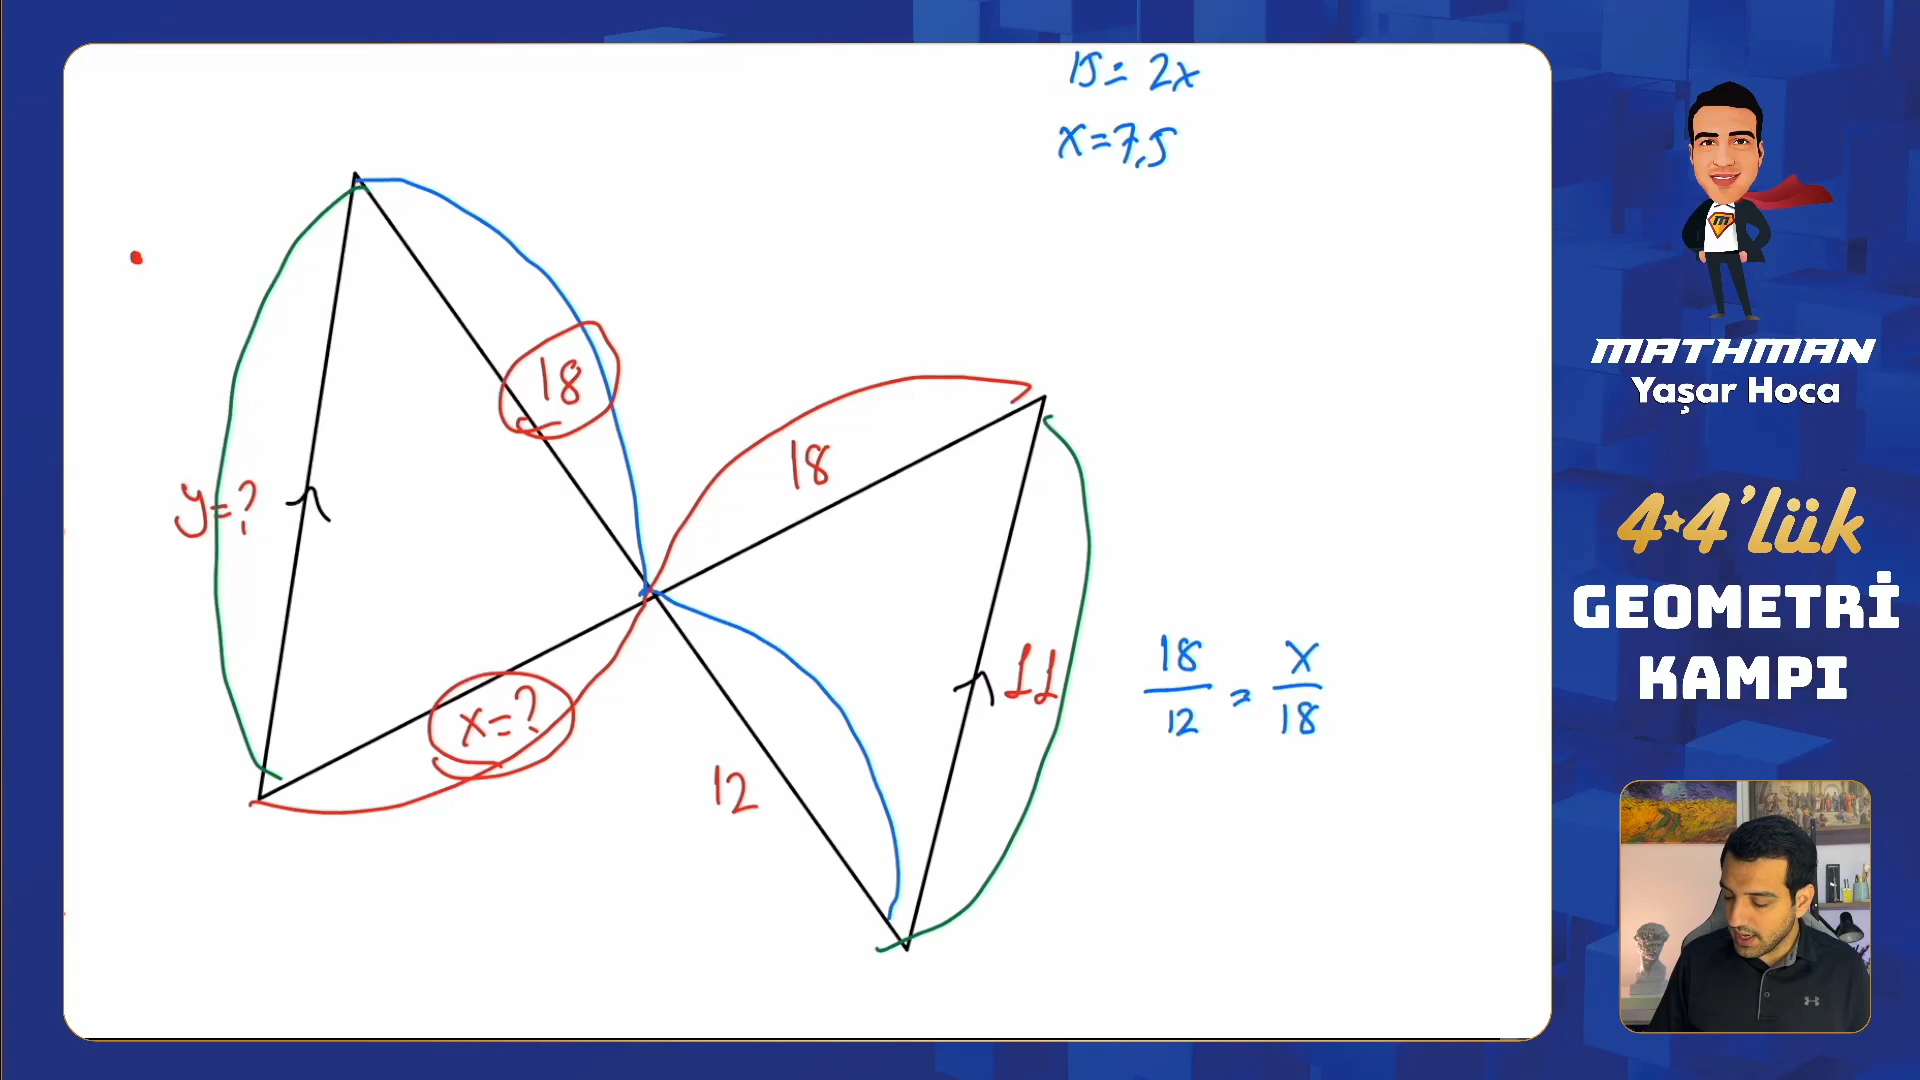 15 = 2x
x = 7,5
18
18
y = ?
x = ?
12
11
18/12 = x/18
MATHMAN
Yaşar Hoca
4★4'lük
GEOMETRİ
KAMPI